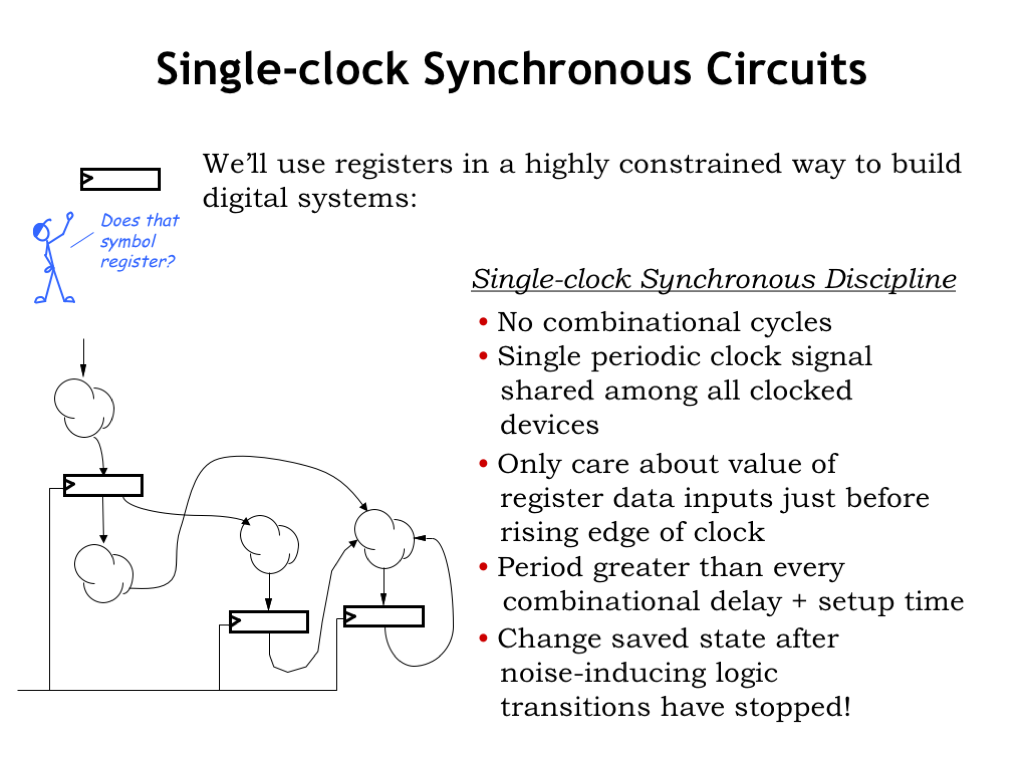 Single-clock Synchronous Circuits
We’ll use registers in a highly constrained way to build
digital systems:
Does that
symbol
register?
Single-clock Synchronous Discipline
• No combinational cycles
• Single periodic clock signal
shared among all clocked
devices
• Only care about value of
register data inputs just before
rising edge of clock
• Period greater than every
combinational delay + setup time
• Change saved state after
noise-inducing logic
transitions have stopped!